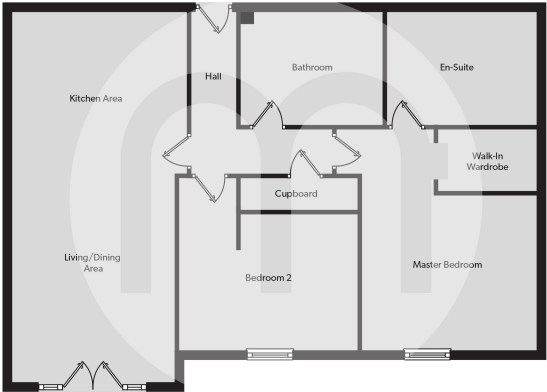 Bathroom
En-Suite
Hall
Kitchen Area
Walk-In
Wardrobe
Cupboard
Living/Dining
Area
Master Bedroom
Bedroom 2